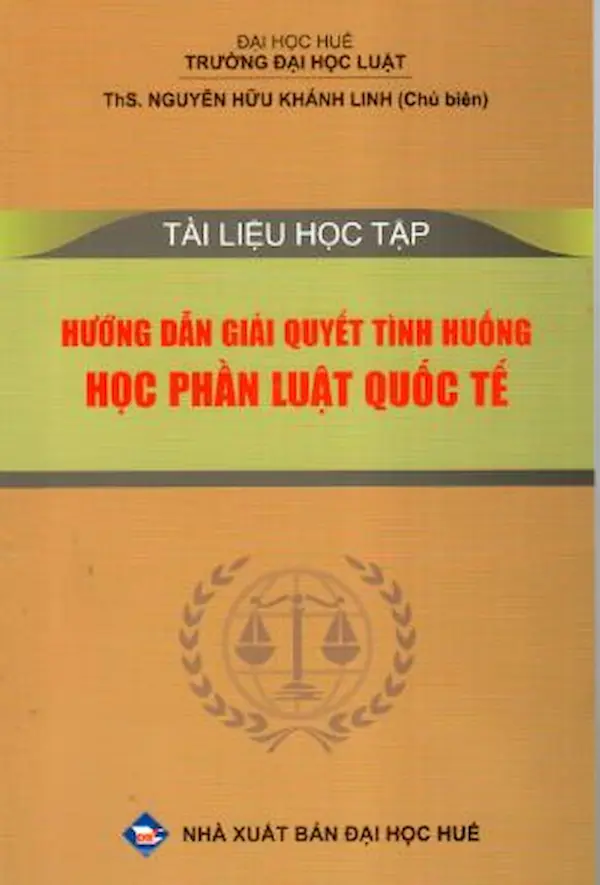 ĐẠI HỌC HUẾ
TRƯỜNG ĐẠI HỌC LUẬT
ThS. NGUYỄN HỮU KHÁNH LINH (Chủ biên)
TÀI LIỆU HỌC TẬP
HƯỚNG DẪN GIẢI QUYẾT TÌNH HUỐNG
HỌC PHẦN LUẬT QUỐC TẾ
NHÀ XUẤT BẢN ĐẠI HỌC HUẾ